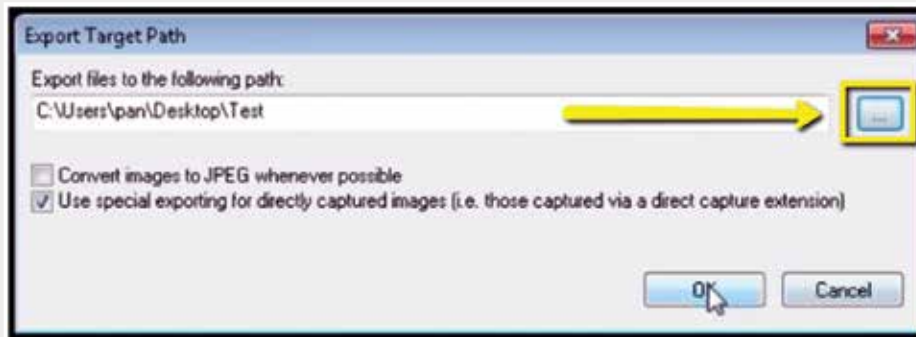 Export Target Path
Export files to the following path:
C:\Users\pan\Desktop\Test
...
Convert images to JPEG whenever possible
Use special exporting for directly captured images (i.e. those captured via a direct capture extension)
OK
Cancel